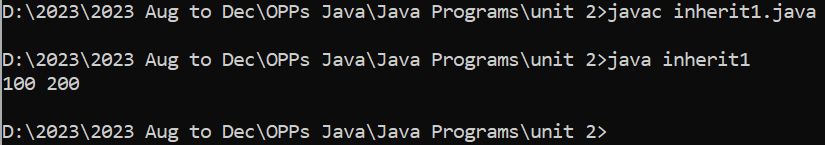 D:\2023\2023 Aug to Dec\OPPs Java\Java Programs\unit 2>javac inherit1.java
D:\2023\2023 Aug to Dec\OPPs Java\Java Programs\unit 2>java inherit1
100 200
D:\2023\2023 Aug to Dec\OPPs Java\Java Programs\unit 2>